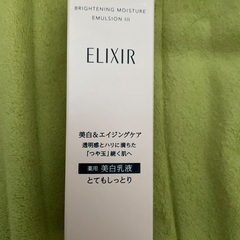 BRIGHTENING MOISTURE
EMULSION III
ELIXIR
美白&エイジングケア
透明感とハリに満ちた
「つや玉」続く肌へ
薬用 美白乳液
とてもしっとり